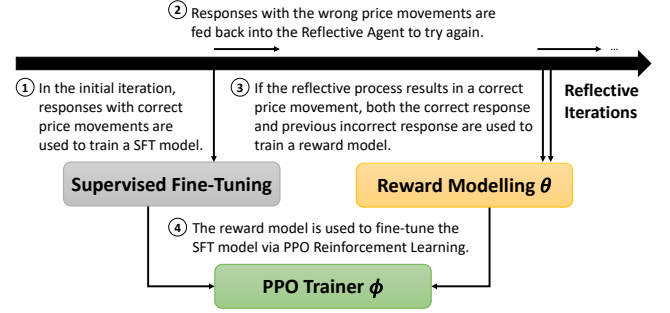 ② Responses with the wrong price movements are
fed back into the Reflective Agent to try again.
...
① In the initial iteration,
responses with correct
price movements are
used to train a SFT model.
③ If the reflective process results in a correct
price movement, both the correct response
and previous incorrect response are used to
train a reward model.
Reflective
Iterations
Supervised Fine-Tuning
Reward Modelling θ
④ The reward model is used to fine-tune the
SFT model via PPO Reinforcement Learning.
PPO Trainer ϕ